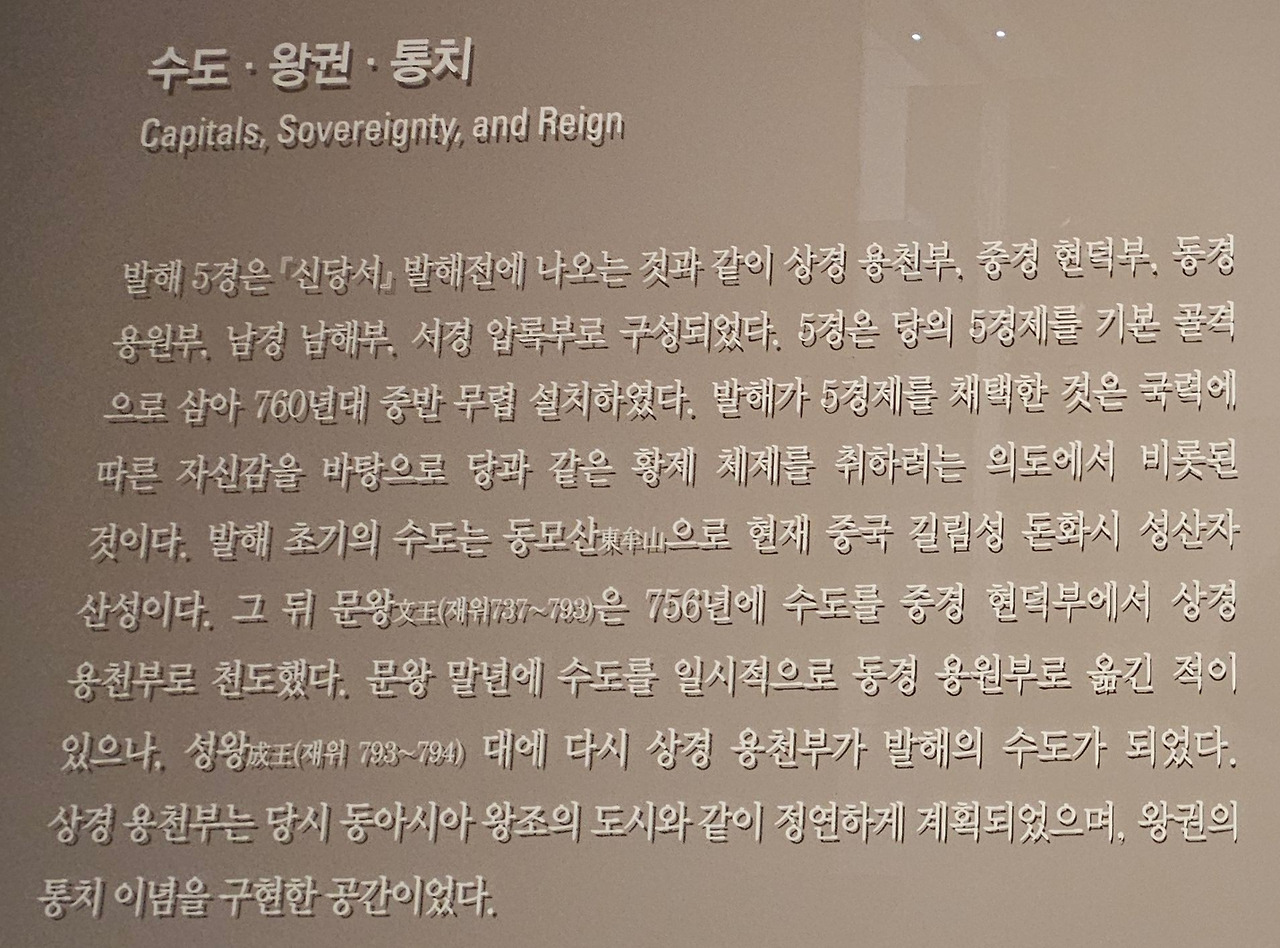 수도 · 왕권 · 통치
Capitals, Sovereignty, and Reign
발해 5경은 『신당서』 발해전에 나오는 것과 같이 상경 용천부, 중경 현덕부, 동경
용원부, 남경 남해부, 서경 압록부로 구성되었다. 5경은 당의 5경제를 기본 골격
으로 삼아 760년대 중반 무렵 설치하였다. 발해가 5경제를 채택한 것은 국력에
따른 자신감을 바탕으로 당과 같은 황제 체제를 취하려는 의도에서 비롯된
것이다. 발해 초기의 수도는 동모산東牟山으로 현재 중국 길림성 돈화시 성산자
산성이다. 그 뒤 문왕文王(재위737~793)은 756년에 수도를 중경 현덕부에서 상경
용천부로 천도했다. 문왕 말년에 수도를 일시적으로 동경 용원부로 옮긴 적이
있으나, 성왕成王(재위 793~794) 대에 다시 상경 용천부가 발해의 수도가 되었다.
상경 용천부는 당시 동아시아 왕조의 도시와 같이 정연하게 계획되었으며, 왕권의
통치 이념을 구현한 공간이었다.